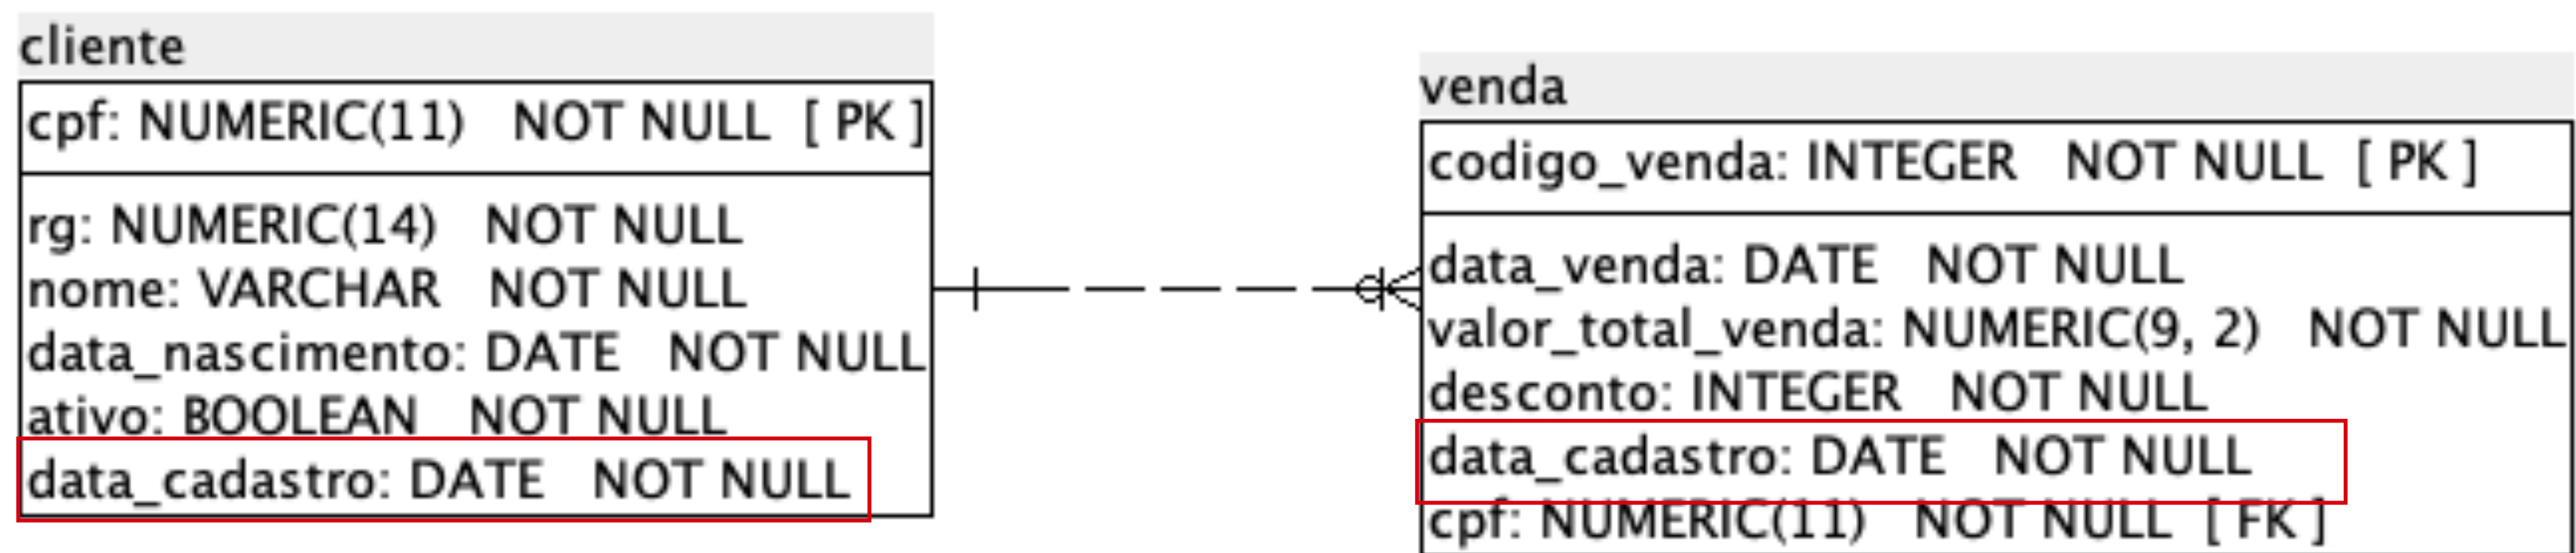 cliente
cpf: NUMERIC(11) NOT NULL [ PK ]
rg: NUMERIC(14) NOT NULL
nome: VARCHAR NOT NULL
data_nascimento: DATE NOT NULL
ativo: BOOLEAN NOT NULL
data_cadastro: DATE NOT NULL
venda
codigo_venda: INTEGER NOT NULL [ PK ]
data_venda: DATE NOT NULL
valor_total_venda: NUMERIC(9, 2) NOT NULL
desconto: INTEGER NOT NULL
data_cadastro: DATE NOT NULL
cpf: NUMERIC(11) NOT NULL [ FK ]